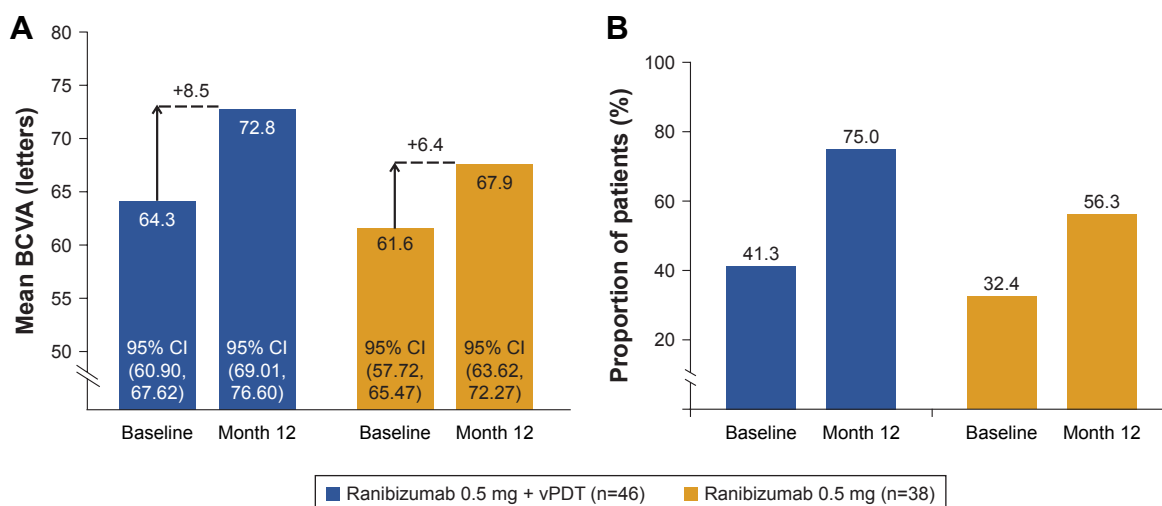 A
Mean BCVA (letters)
80
75
70
65
60
55
50
+8.5
64.3
72.8
+6.4
61.6
67.9
95% CI
(60.90,
67.62)
95% CI
(69.01,
76.60)
95% CI
(57.72,
65.47)
95% CI
(63.62,
72.27)
Baseline
Month 12
Baseline
Month 12
B
Proportion of patients (%)
100
80
60
40
20
41.3
75.0
32.4
56.3
Baseline
Month 12
Baseline
Month 12
Ranibizumab 0.5 mg + vPDT (n=46)
Ranibizumab 0.5 mg (n=38)